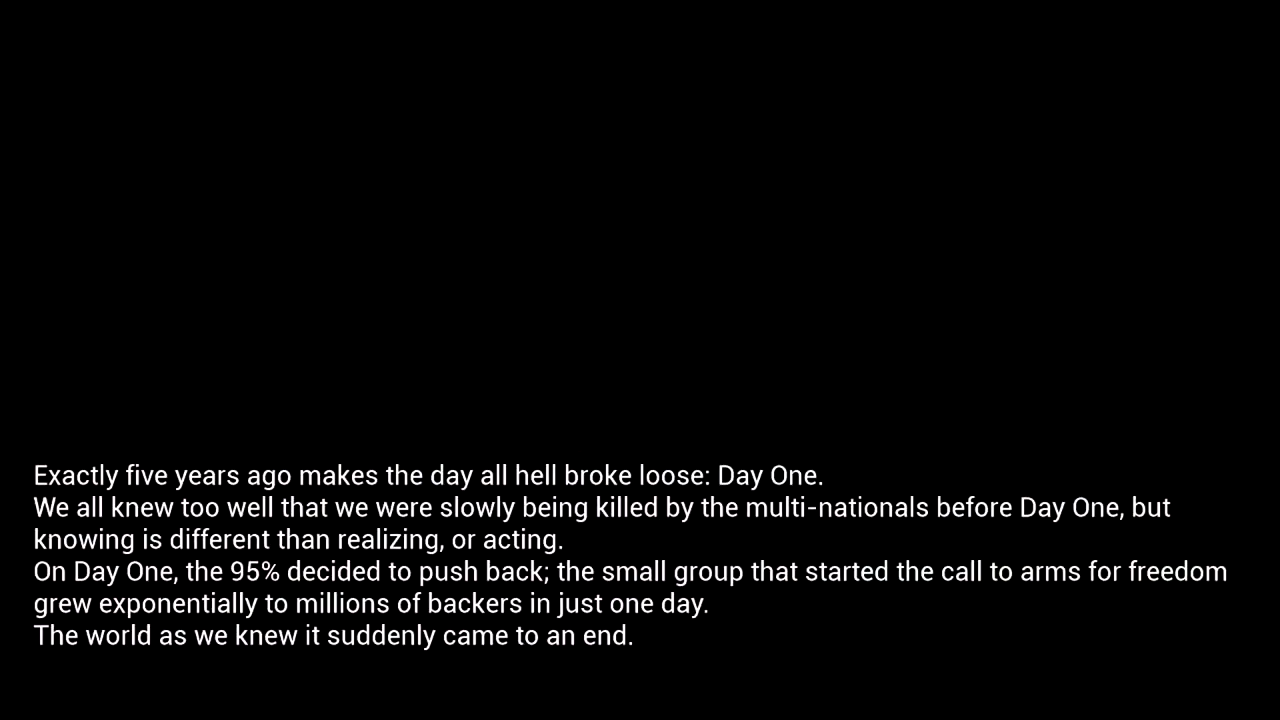 Exactly five years ago makes the day all hell broke loose: Day One.
We all knew too well that we were slowly being killed by the multi-nationals before Day One, but
knowing is different than realizing, or acting.
On Day One, the 95% decided to push back; the small group that started the call to arms for freedom
grew exponentially to millions of backers in just one day.
The world as we knew it suddenly came to an end.